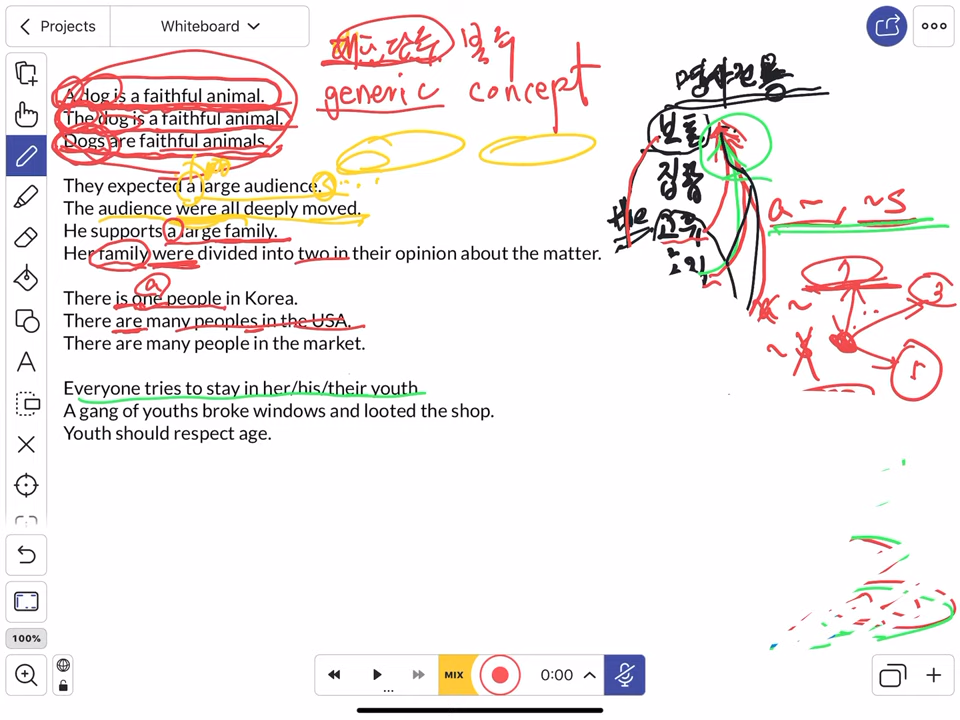 Projects
Whiteboard
generic concept
A dog is a faithful animal.
The dog is a faithful animal.
Dogs are faithful animals.
They expected a large audience.
The audience were all deeply moved.
He supports a large family.
Her family were divided into two in their opinion about the matter.
a
There is one people in Korea.
There are many peoples in the USA.
There are many people in the market.
Everyone tries to stay in her/his/their youth
A gang of youths broke windows and looted the shop.
Youth should respect age.
보통
집합
the
a~, ~s
1
3
5
100%
MIX
0:00